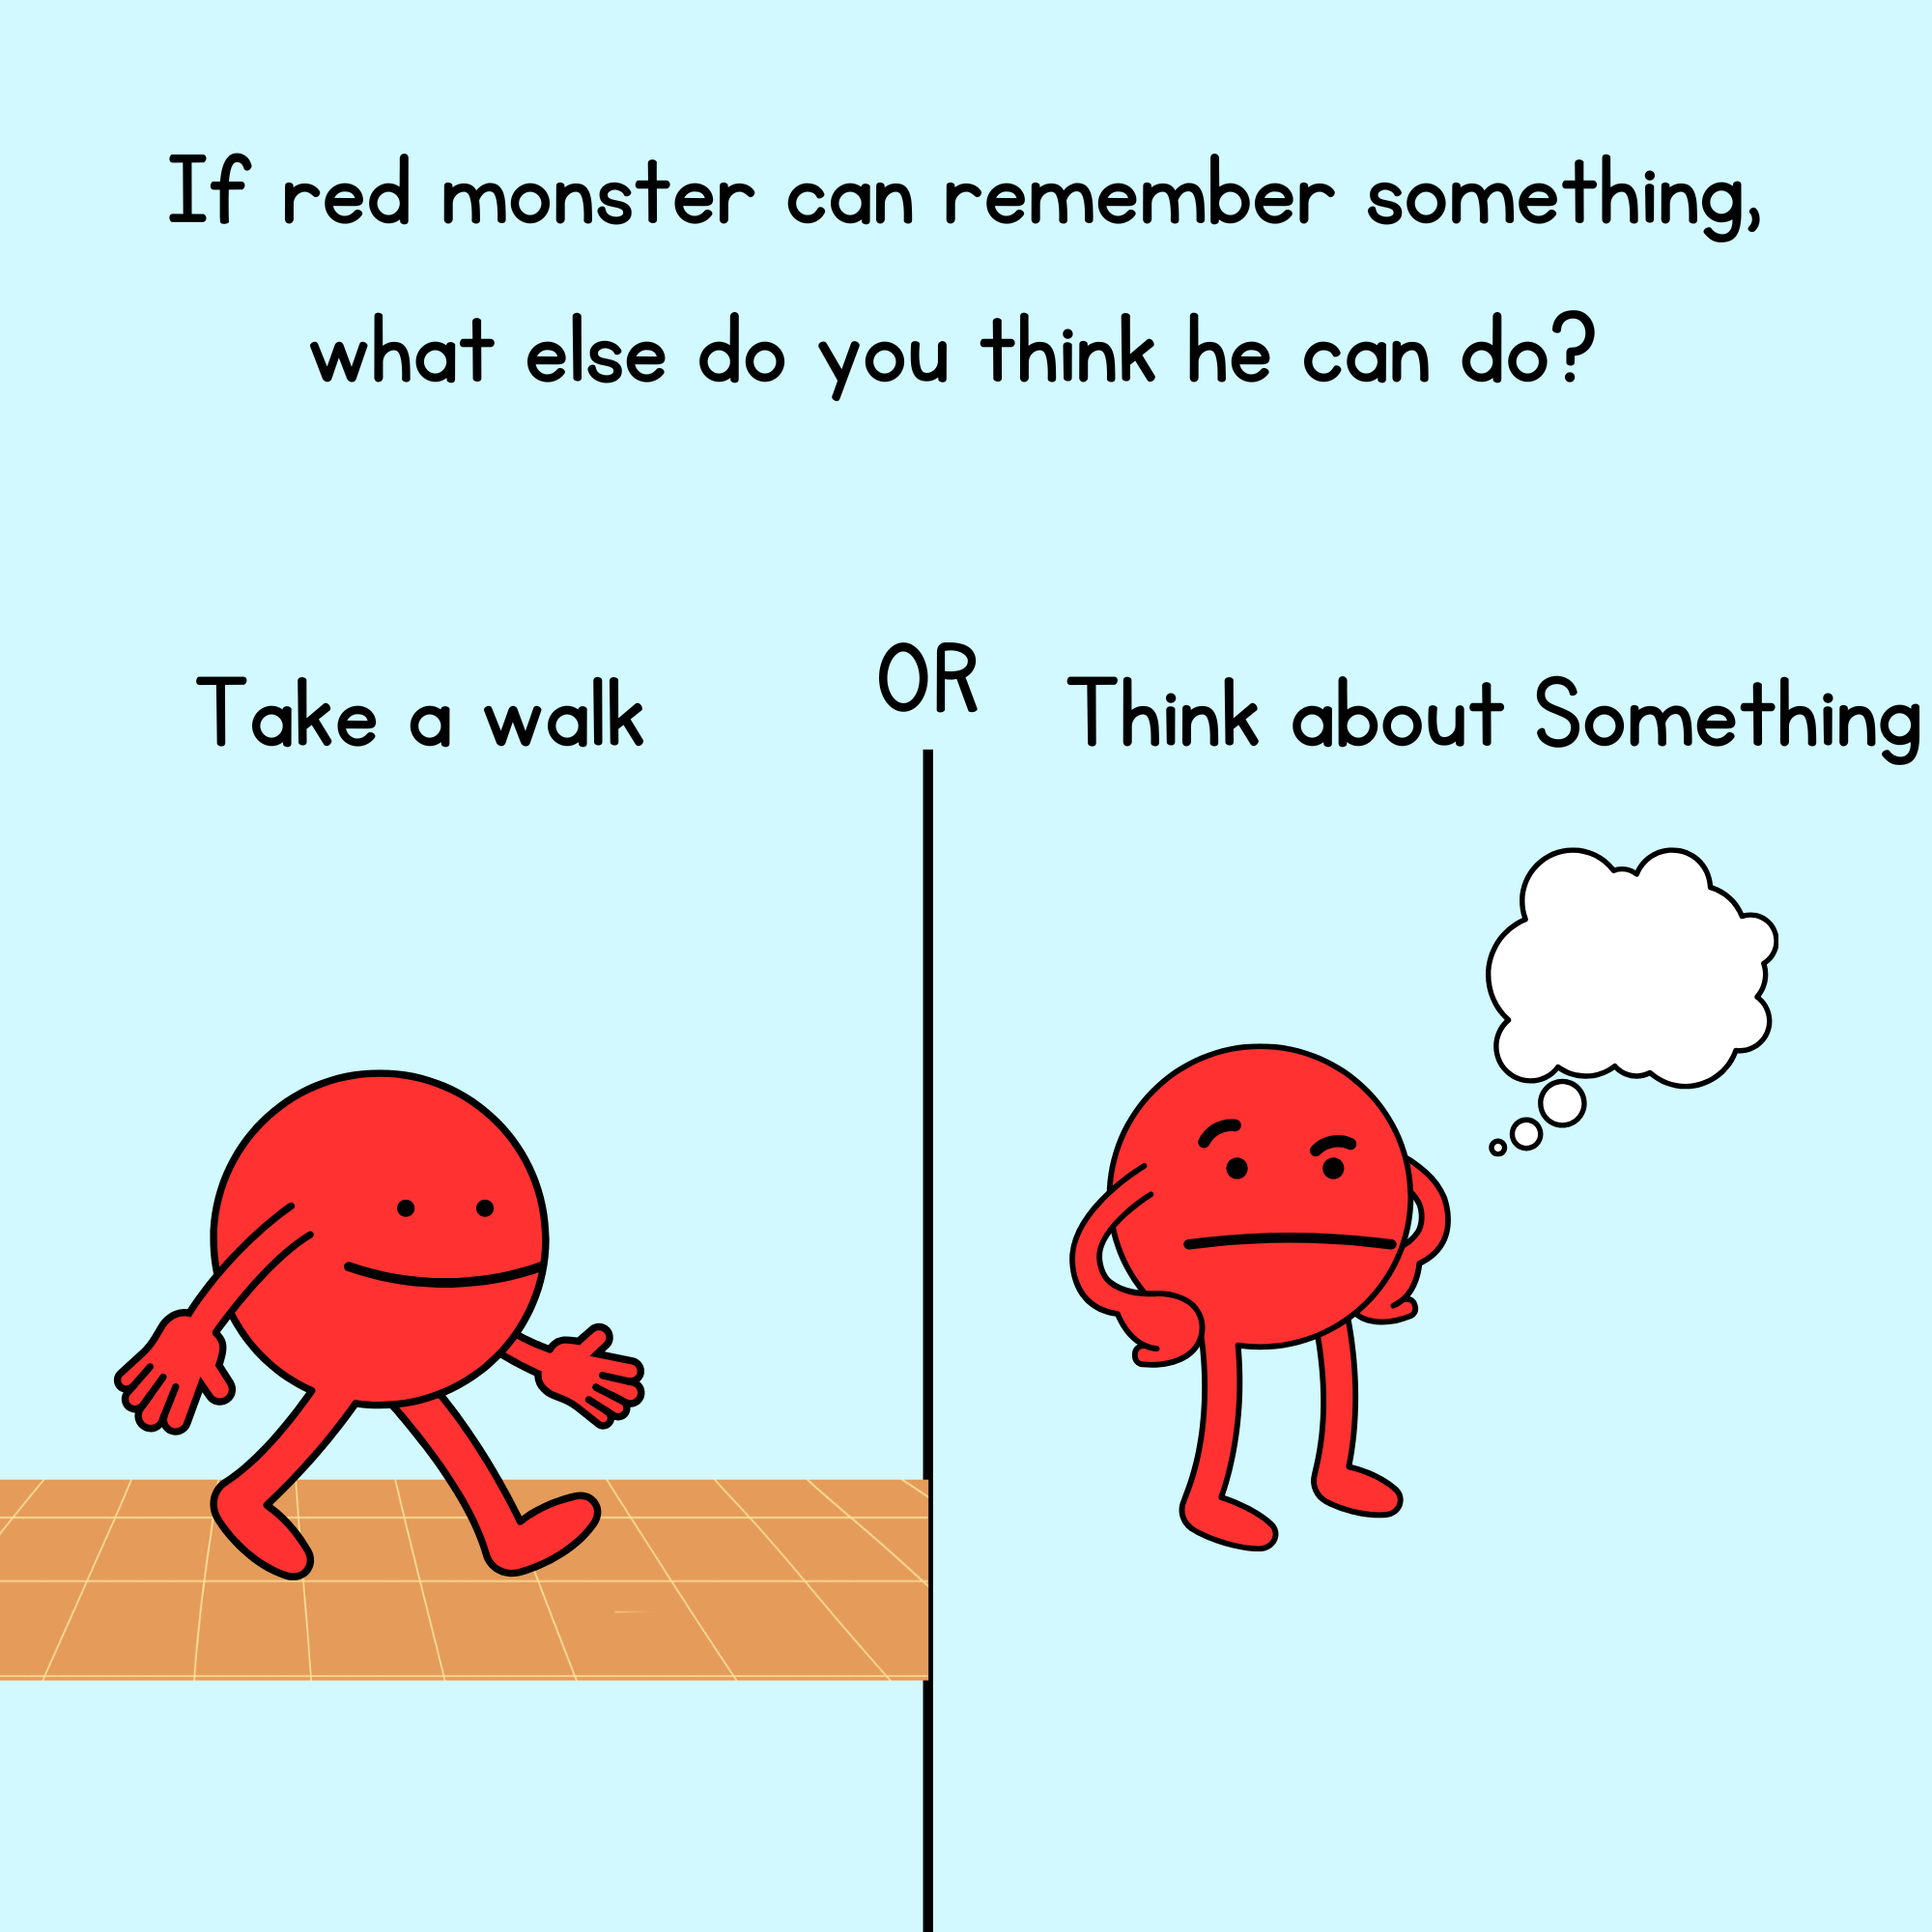 If red monster can remember something,
what else do you think he can do?
OR
Take a walk
Think about Something